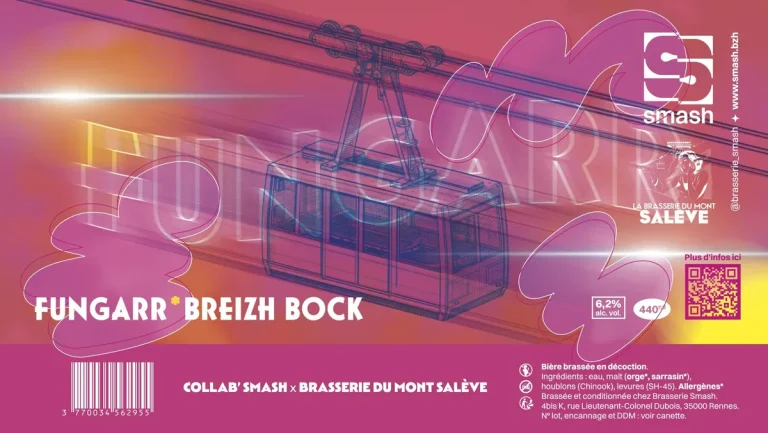 FUNGARR
smash
www.smash.bzh
@brasserie_smash
LA BRASSERIE DU MONT
SALÈVE
Plus d'infos ici
FUNGARR*BREIZH BOCK
6,2%
alc. vol.
440
COLLAB' SMASH x BRASSERIE DU MONT SALÈVE
3 770034 562955
Bière brassée en décoction.
Ingrédients : eau, malt (orge*, sarrasin*),
houblons (Chinook), levures (SH-45). Allergènes*
Brassée et conditionnée chez Brasserie Smash.
4bis K, rue Lieutenant-Colonel Dubois, 35000 Rennes.
N° lot, encannage et DDM : voir canette.